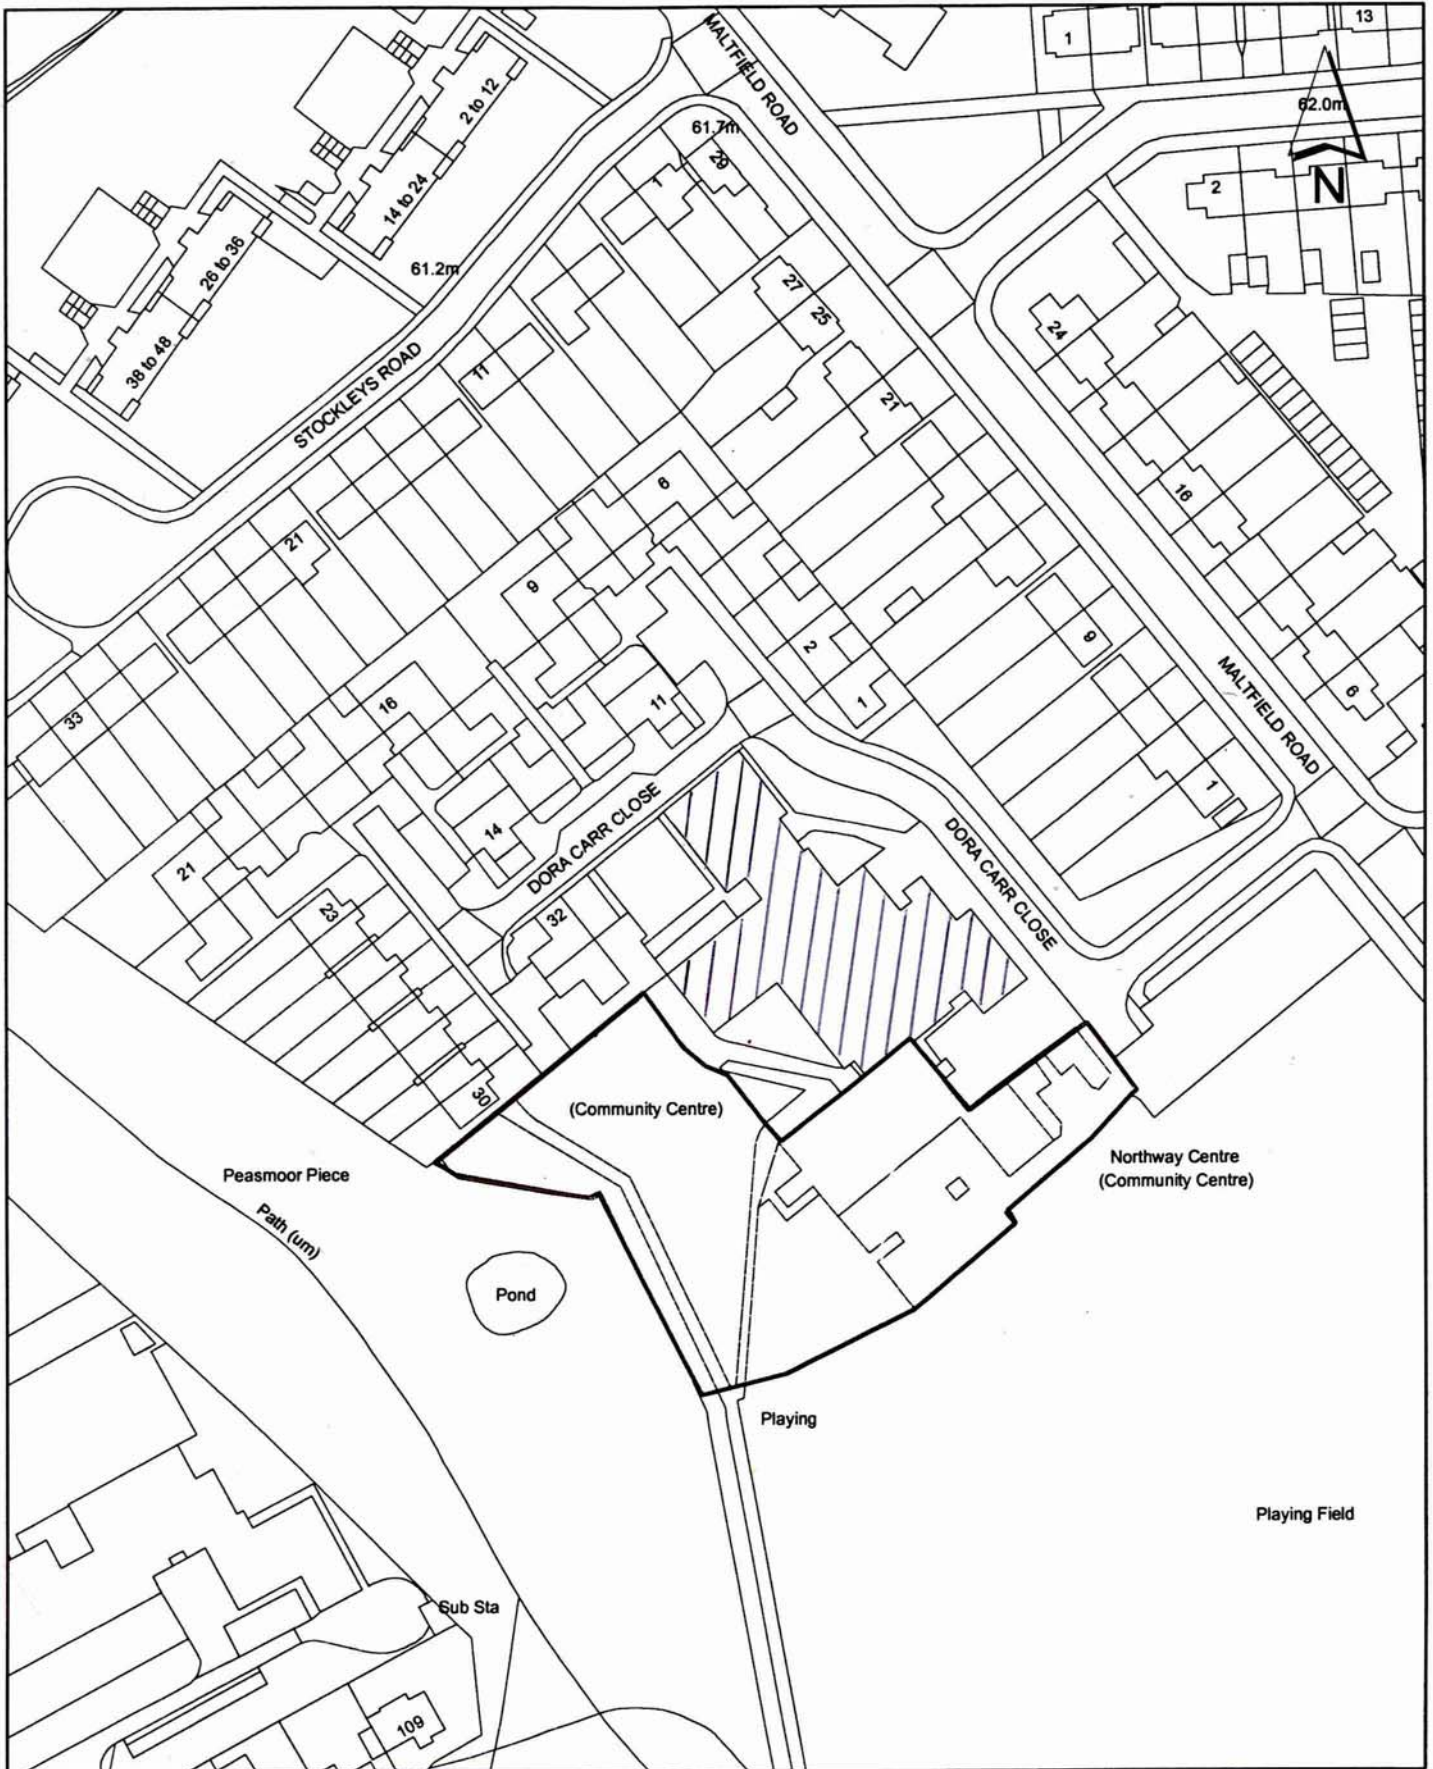 MALTFIELD ROAD
1
13
62.0m
N
2
2 to 12
14 to 24
26 to 36
38 to 48
61.2m
61.7m
29
1
27
25
24
21
STOCKLEYS ROAD
11
6
16
21
9
9
2
1
MALTFIELD ROAD
6
33
16
11
1
14
DORA CARR CLOSE
DORA CARR CLOSE
21
23
32
30
(Community Centre)
Northway Centre
(Community Centre)
Peasmoor Piece
Path (um)
Pond
Playing
Playing Field
Sub Sta
109